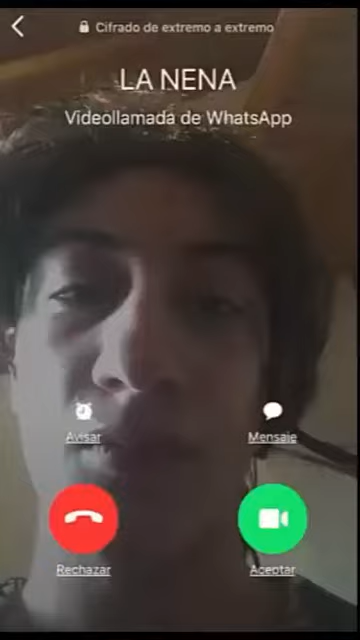 Cifrado de extremo a extremo
LA NENA
Videollamada de WhatsApp
Avisar Mensaje
Rechazar Aceptar